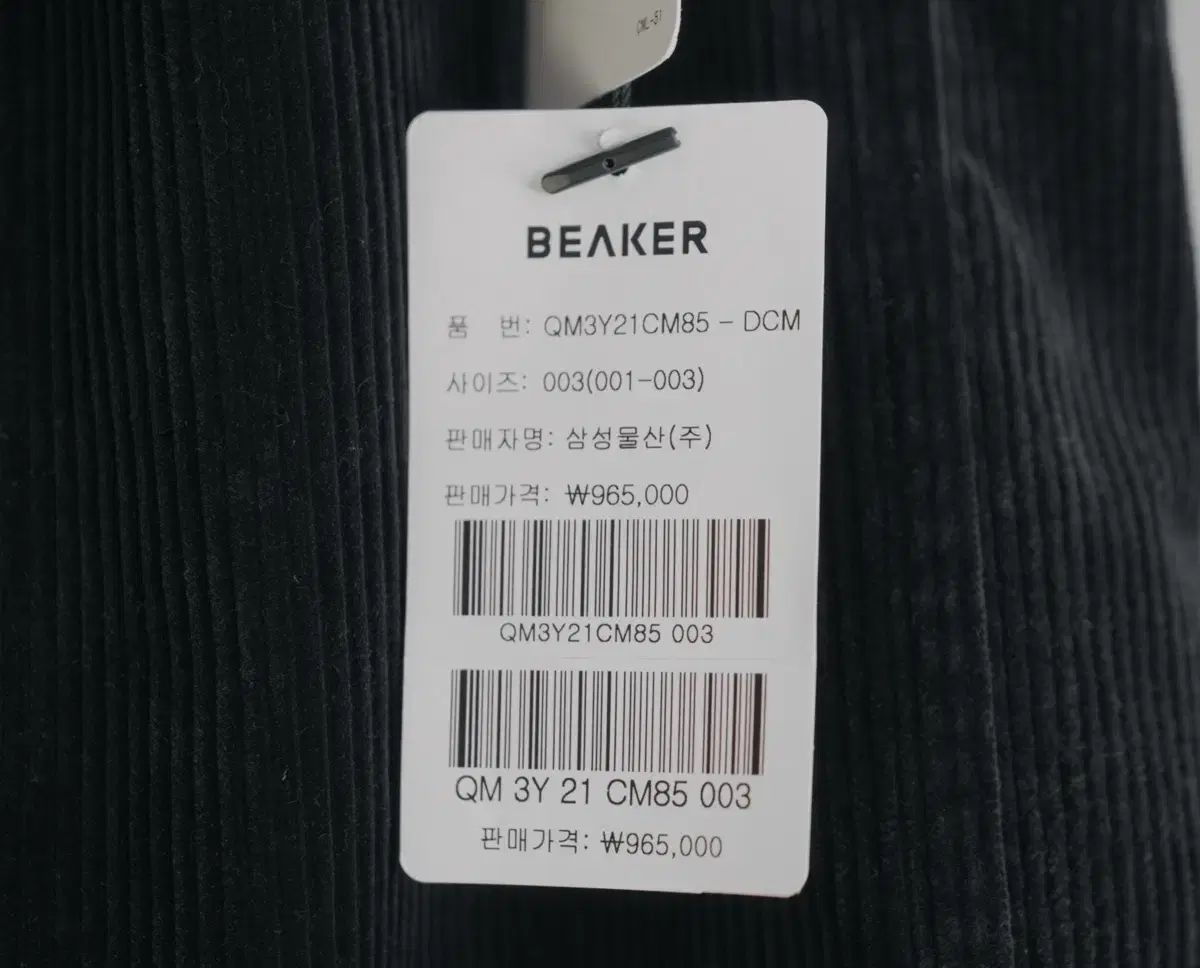 CML-51
BEAKER
품 번: QM3Y21CM85 - DCM
사이즈: 003(001-003)
판매자명: 삼성물산(주)
판매가격: ₩965,000
QM3Y21CM85 003
QM 3Y 21 CM85 003
판매가격: ₩965,000